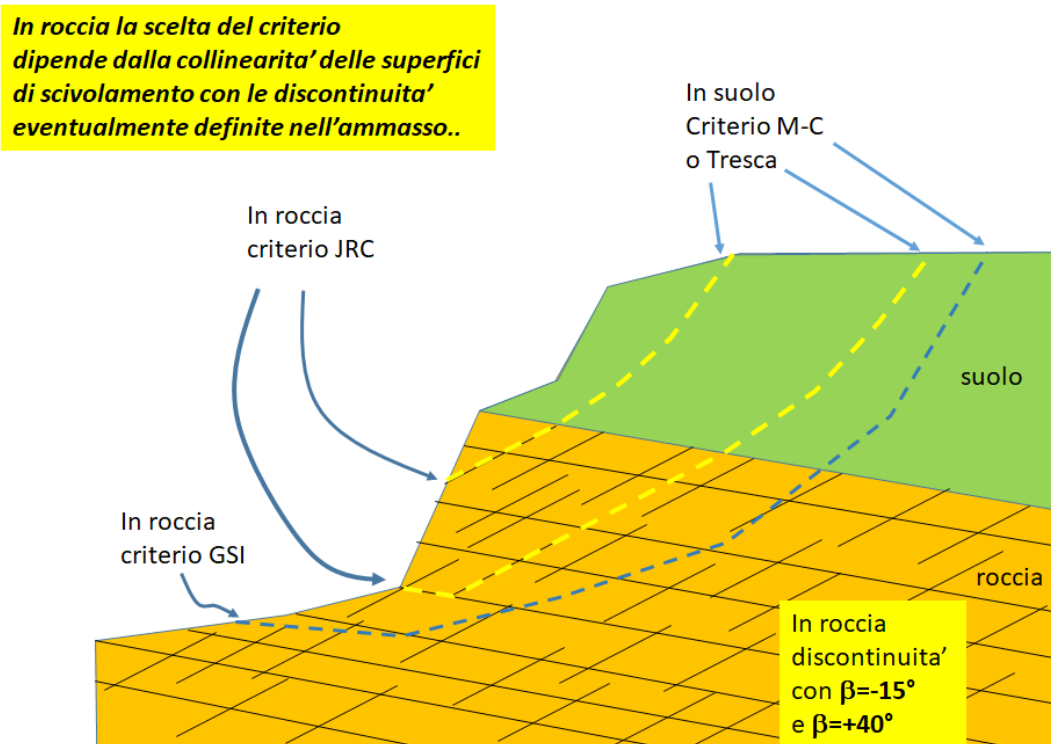 In roccia la scelta del criterio
dipende dalla collinearita’ delle superfici
di scivolamento con le discontinuita’
eventualmente definite nell’ammasso..
In suolo
Criterio M-C
o Tresca
In roccia
criterio JRC
suolo
In roccia
criterio GSI
roccia
In roccia
discontinuita’
con β=-15°
e β=+40°